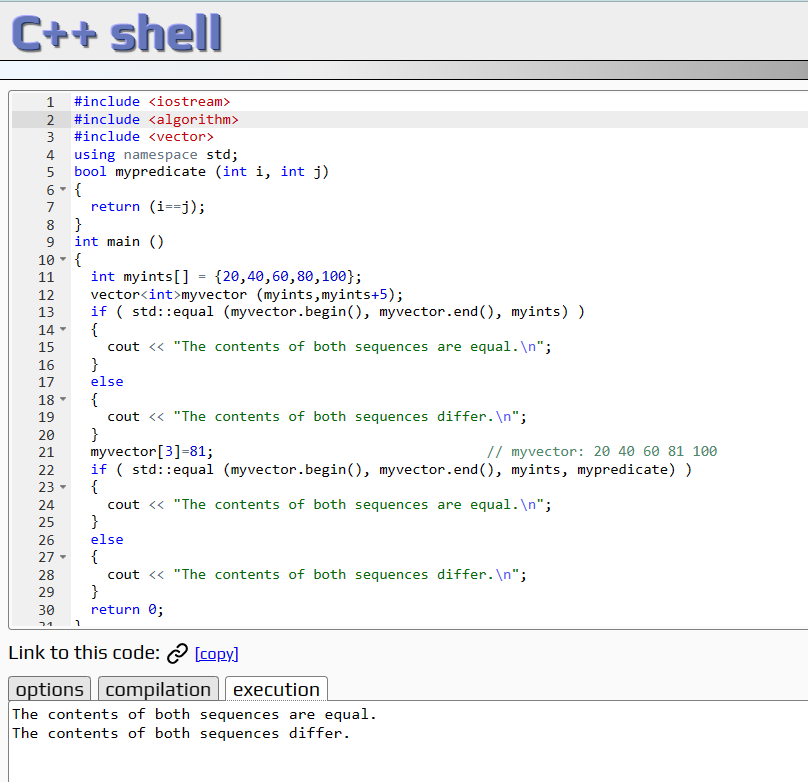 C++ shell
1 #include <iostream>
2 #include <algorithm>
3 #include <vector>
4 using namespace std;
5 bool mypredicate (int i, int j)
6 {
7   return (i==j);
8 }
9 int main ()
10 {
11   int myints[] = {20,40,60,80,100};
12   vector<int>myvector (myints,myints+5);
13   if ( std::equal (myvector.begin(), myvector.end(), myints) )
14   {
15     cout << "The contents of both sequences are equal.\n";
16   }
17   else
18   {
19     cout << "The contents of both sequences differ.\n";
20   }
21   myvector[3]=81;                                 // myvector: 20 40 60 81 100
22   if ( std::equal (myvector.begin(), myvector.end(), myints, mypredicate) )
23   {
24     cout << "The contents of both sequences are equal.\n";
25   }
26   else
27   {
28     cout << "The contents of both sequences differ.\n";
29   }
30   return 0;
31 }
Link to this code: [copy]
options compilation execution
The contents of both sequences are equal.
The contents of both sequences differ.